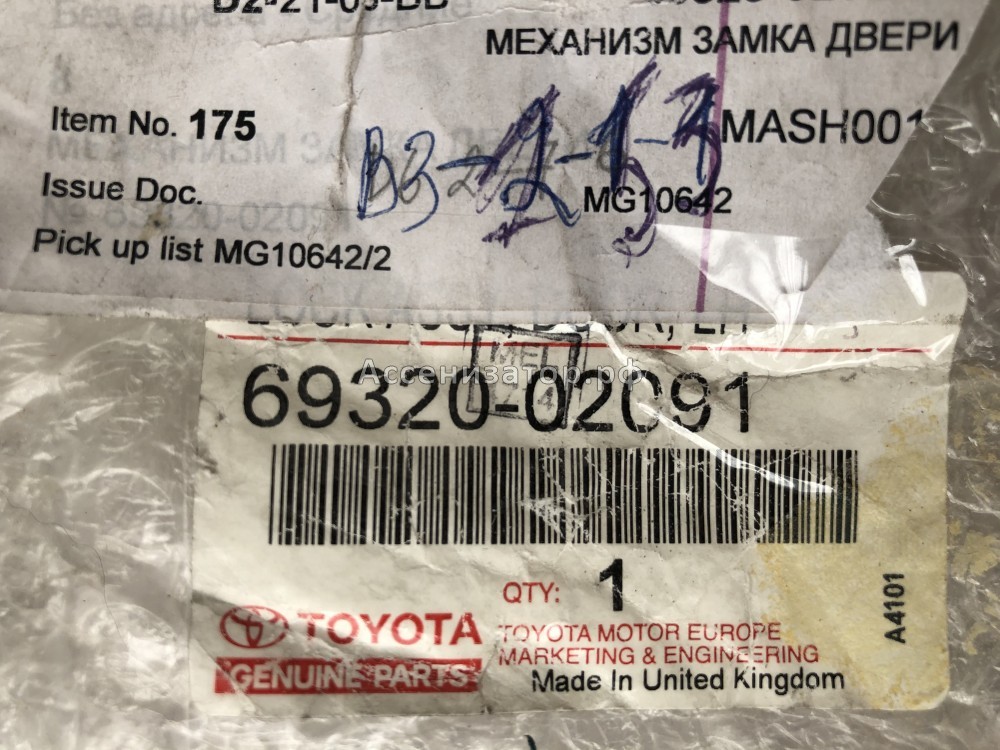 МЕХАНИЗМ ЗАМКА ДВЕРИ
Item No. 175
MASH001
Issue Doc.
MG10642
Pick up list MG10642/2
Ассенизатор.рф
69320-02091
QTY: 1
TOYOTA
GENUINE PARTS
TOYOTA MOTOR EUROPE
MARKETING & ENGINEERING
Made In United Kingdom
A4101